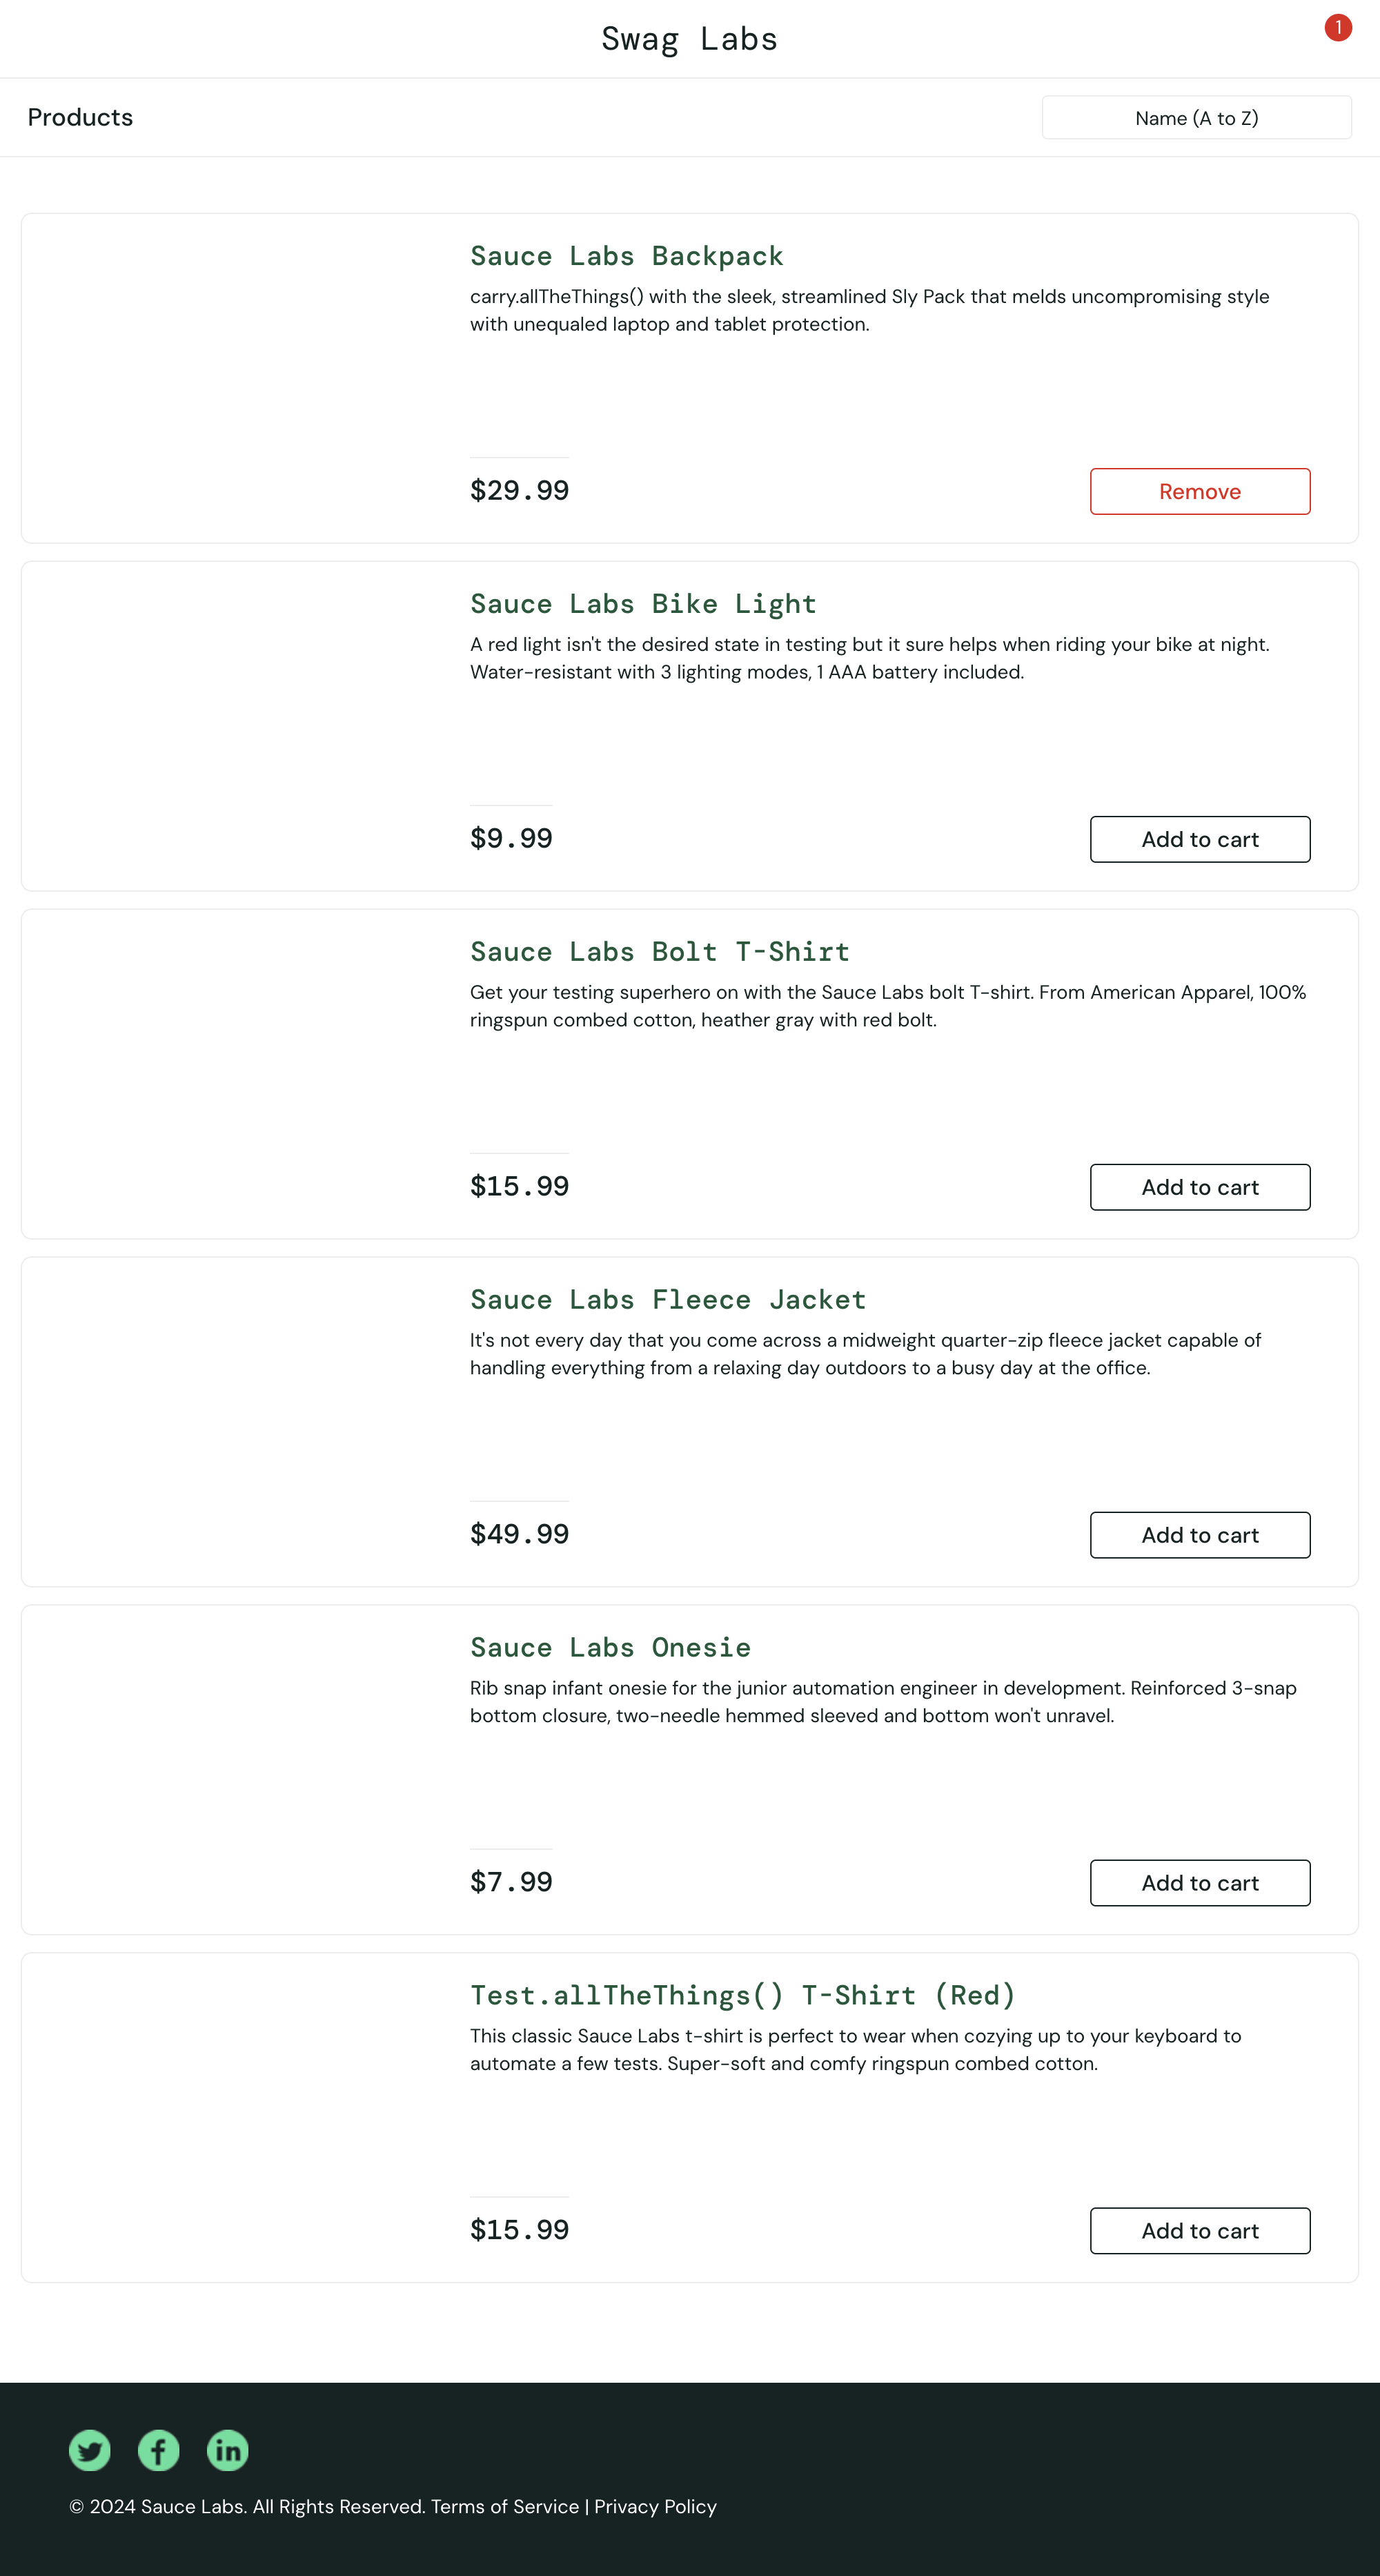 Swag Labs
1
Products
Name (A to Z)
Sauce Labs Backpack
carry.allTheThings() with the sleek, streamlined Sly Pack that melds uncompromising style
with unequaled laptop and tablet protection.
$29.99
Remove
Sauce Labs Bike Light
A red light isn't the desired state in testing but it sure helps when riding your bike at night.
Water-resistant with 3 lighting modes, 1 AAA battery included.
$9.99
Add to cart
Sauce Labs Bolt T-Shirt
Get your testing superhero on with the Sauce Labs bolt T-shirt. From American Apparel, 100%
ringspun combed cotton, heather gray with red bolt.
$15.99
Add to cart
Sauce Labs Fleece Jacket
It's not every day that you come across a midweight quarter-zip fleece jacket capable of
handling everything from a relaxing day outdoors to a busy day at the office.
$49.99
Add to cart
Sauce Labs Onesie
Rib snap infant onesie for the junior automation engineer in development. Reinforced 3-snap
bottom closure, two-needle hemmed sleeved and bottom won't unravel.
$7.99
Add to cart
Test.allTheThings() T-Shirt (Red)
This classic Sauce Labs t-shirt is perfect to wear when cozying up to your keyboard to
automate a few tests. Super-soft and comfy ringspun combed cotton.
$15.99
Add to cart
© 2024 Sauce Labs. All Rights Reserved. Terms of Service | Privacy Policy